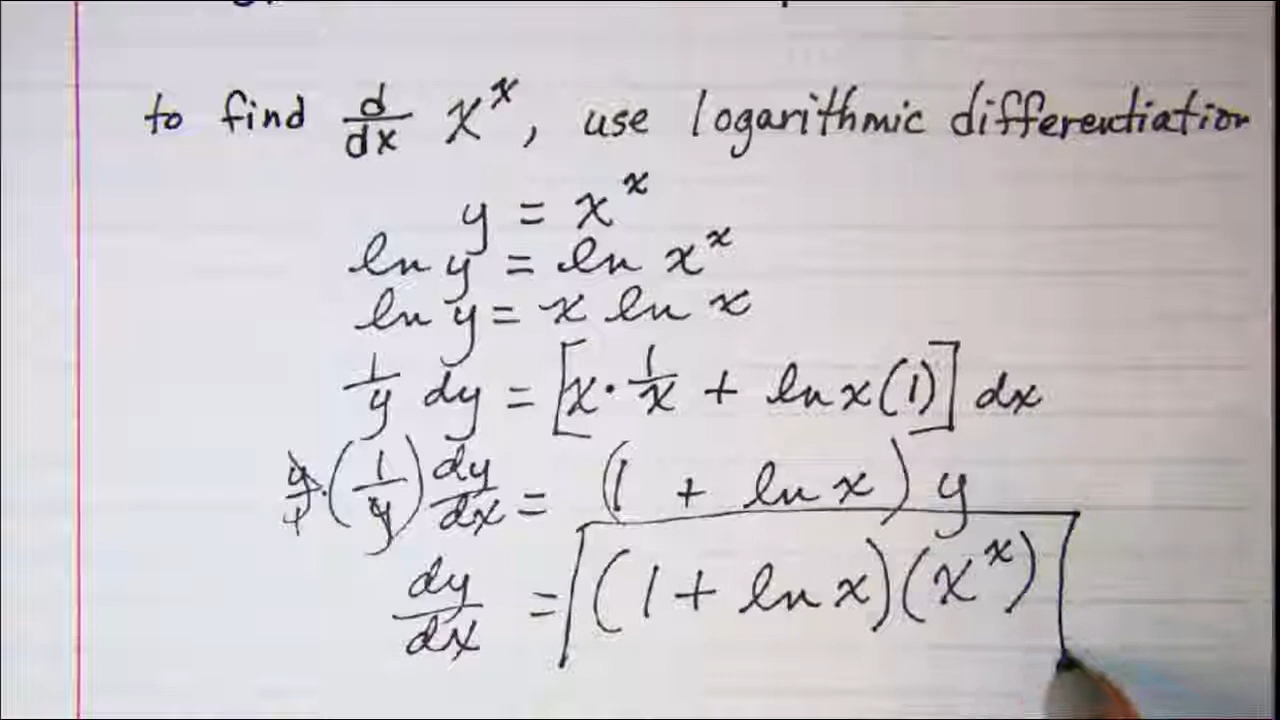 to find d/dx x^x, use logarithmic differentiation
y = x^x
ln y = ln x^x
ln y = x ln x
1/y dy = [x · 1/x + ln x (1)] dx
y/1 · (1/y) dy/dx = (1 + ln x) y
dy/dx = (1 + ln x)(x^x)